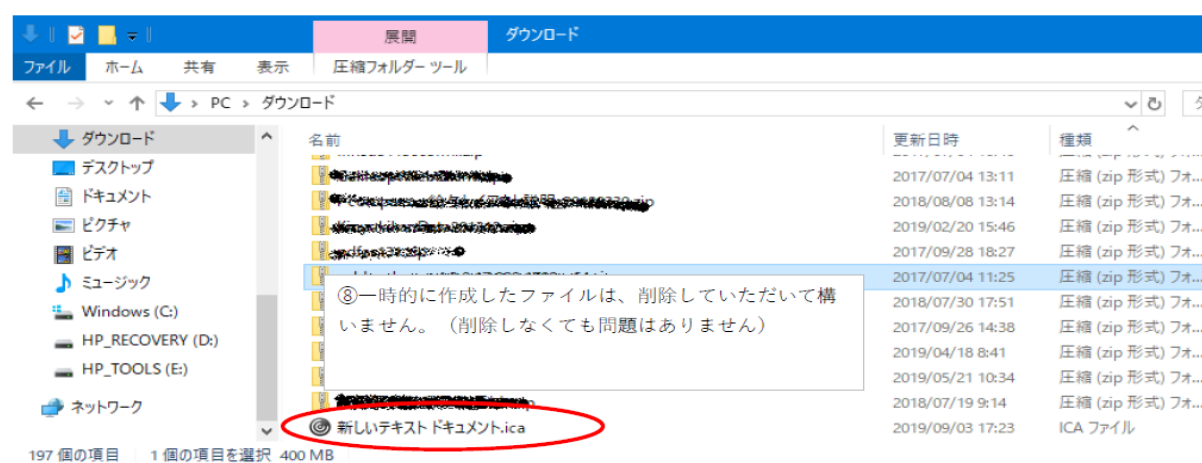 展開
ダウンロード
ファイル ホーム 共有 表示 圧縮フォルダー ツール
PC ダウンロード
ダウンロード
名前 更新日時 種類
デスクトップ
2017/07/04 13:11 圧縮 (zip 形式) フォ...
ドキュメント
2018/08/08 13:14 圧縮 (zip 形式) フォ...
ピクチャ
2019/02/20 15:46 圧縮 (zip 形式) フォ...
ビデオ
2017/09/28 18:27 圧縮 (zip 形式) フォ...
ミュージック
2017/07/04 11:25 圧縮 (zip 形式) フォ...
⑧一時的に作成したファイルは、削除していただいて構
いません。（削除しなくても問題はありません）
Windows (C:)
2018/07/30 17:51 圧縮 (zip 形式) フォ...
HP_RECOVERY (D:)
2017/09/26 14:38 圧縮 (zip 形式) フォ...
2019/04/18 8:41 圧縮 (zip 形式) フォ...
HP_TOOLS (E:)
2019/05/21 10:34 圧縮 (zip 形式) フォ...
ネットワーク
2018/07/19 9:14 圧縮 (zip 形式) フォ...
新しいテキスト ドキュメント.ica 2019/09/03 17:23 ICA ファイル
197 個の項目 1 個の項目を選択 400 MB